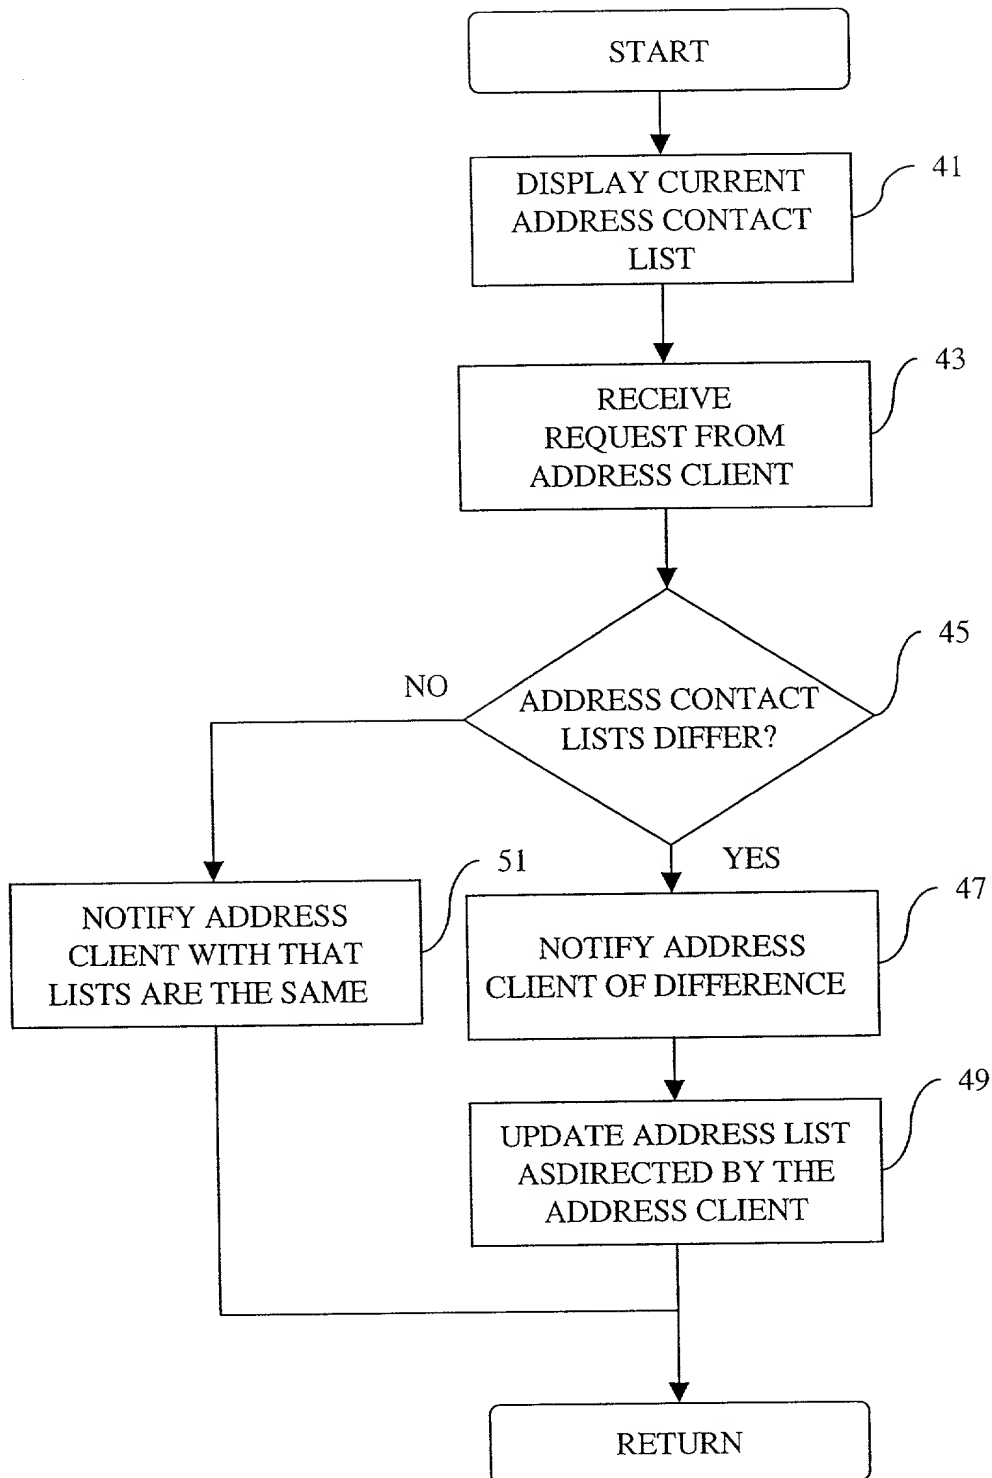 START
DISPLAY CURRENT
ADDRESS CONTACT
LIST
41
RECEIVE
REQUEST FROM
ADDRESS CLIENT
43
ADDRESS CONTACT
LISTS DIFFER?
45
NO
YES
NOTIFY ADDRESS
CLIENT WITH THAT
LISTS ARE THE SAME
51
NOTIFY ADDRESS
CLIENT OF DIFFERENCE
47
UPDATE ADDRESS LIST
ASDIRECTED BY THE
ADDRESS CLIENT
49
RETURN